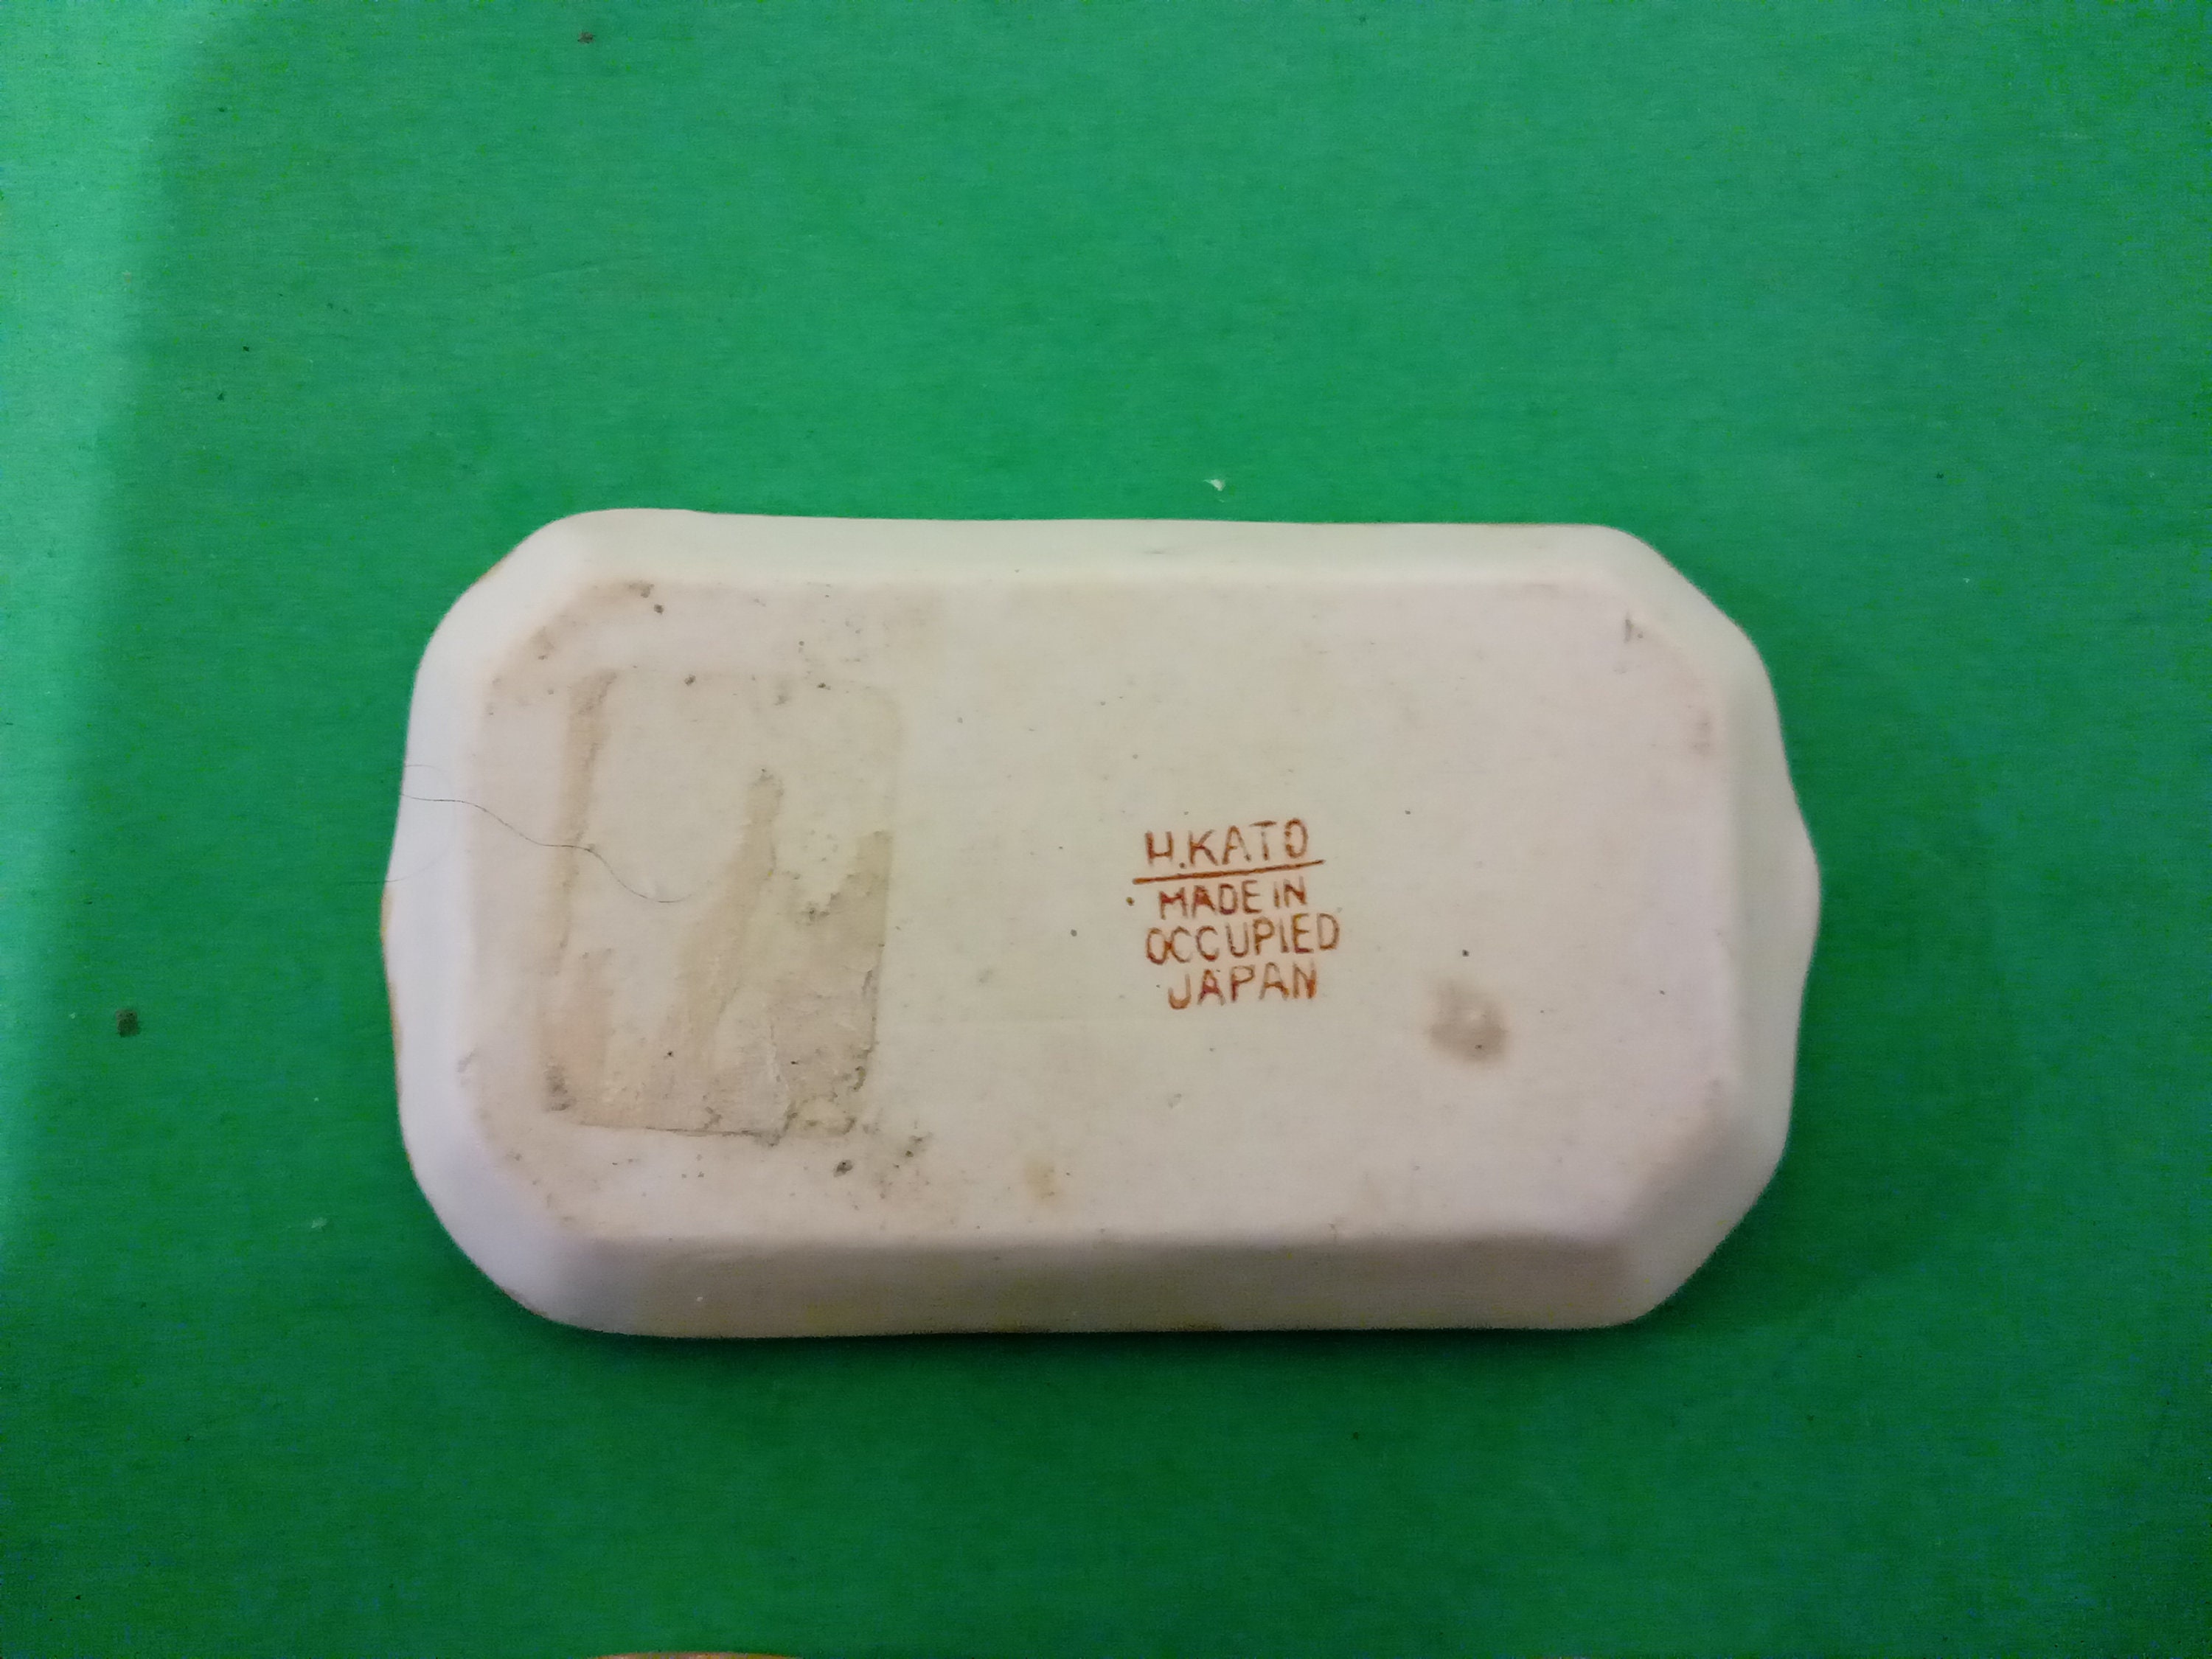 H.KATO
MADE IN
OCCUPIED
JAPAN